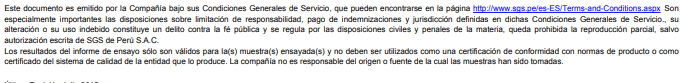 Este documento es emitido por la Compañía bajo sus Condiciones Generales de Servicio, que pueden encontrarse en la página http://www.sgs.pe/es-ES/Terms-and-Conditions.aspx Son
especialmente importantes las disposiciones sobre limitación de responsabilidad, pago de indemnizaciones y jurisdicción definidas en dichas Condiciones Generales de Servicio., su
alteración o su uso indebido constituye un delito contra la fé pública y se regula por las disposiciones civiles y penales de la materia, queda prohibida la reproducción parcial, salvo
autorización escrita de SGS de Perú S.A.C.
Los resultados del informe de ensayo sólo son válidos para la(s) muestra(s) ensayada(s) y no deben ser utilizados como una certificación de conformidad con normas de producto o como
certificado del sistema de calidad de la entidad que lo produce. La compañía no es responsable del origen o fuente de la cual las muestras han sido tomadas.